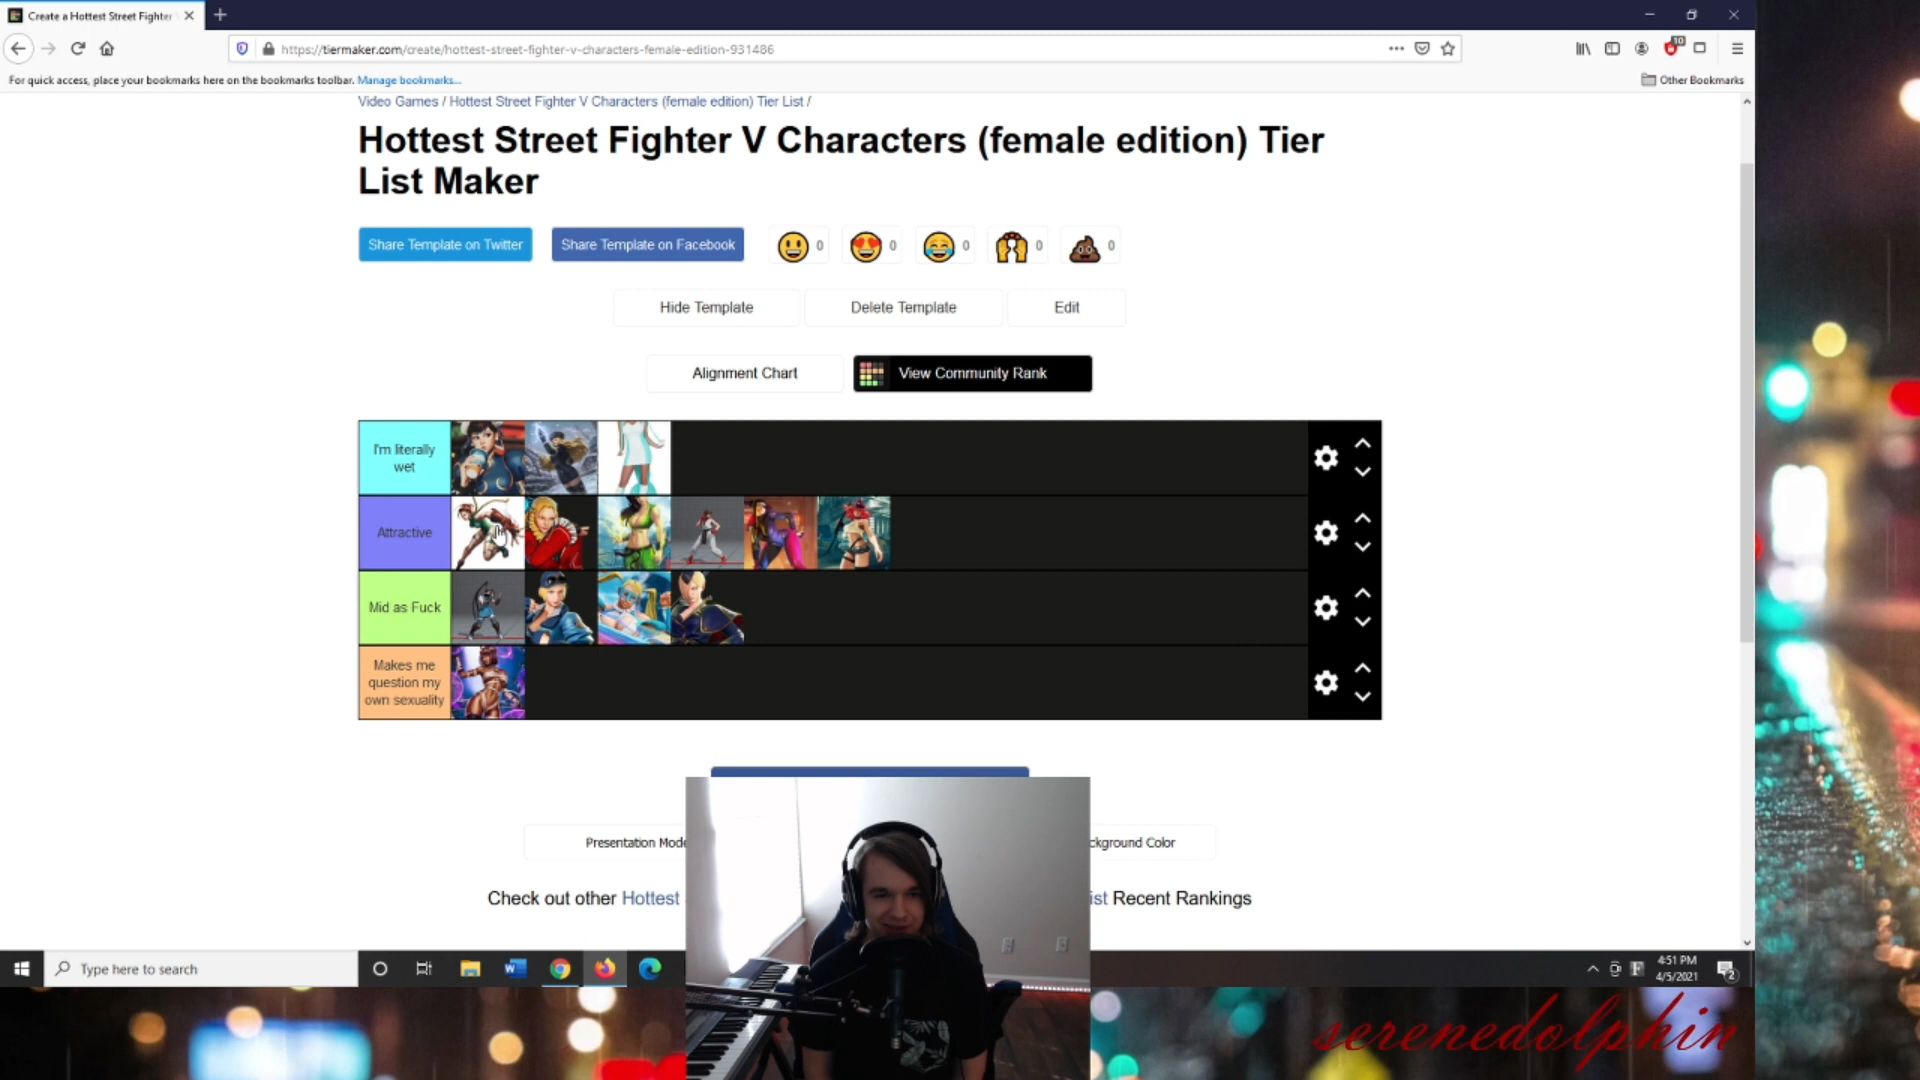 Create a Hottest Street Fighter
https://tiermaker.com/create/hottest-street-fighter-v-characters-female-edition-931486
10
For quick access, place your bookmarks here on the bookmarks toolbar. Manage bookmarks...
Other Bookmarks
Video Games / Hottest Street Fighter V Characters (female edition) Tier List /
Hottest Street Fighter V Characters (female edition) Tier
List Maker
Share Template on Twitter
Share Template on Facebook
0
0
0
0
0
Hide Template
Delete Template
Edit
Alignment Chart
View Community Rank
I'm literally
wet
Attractive
Mid as Fuck
Makes me
question my
own sexuality
Presentation Mode
ckground Color
Check out other Hottest
ist Recent Rankings
Type here to search
4:51 PM
4/5/2021
2
serenedolphin